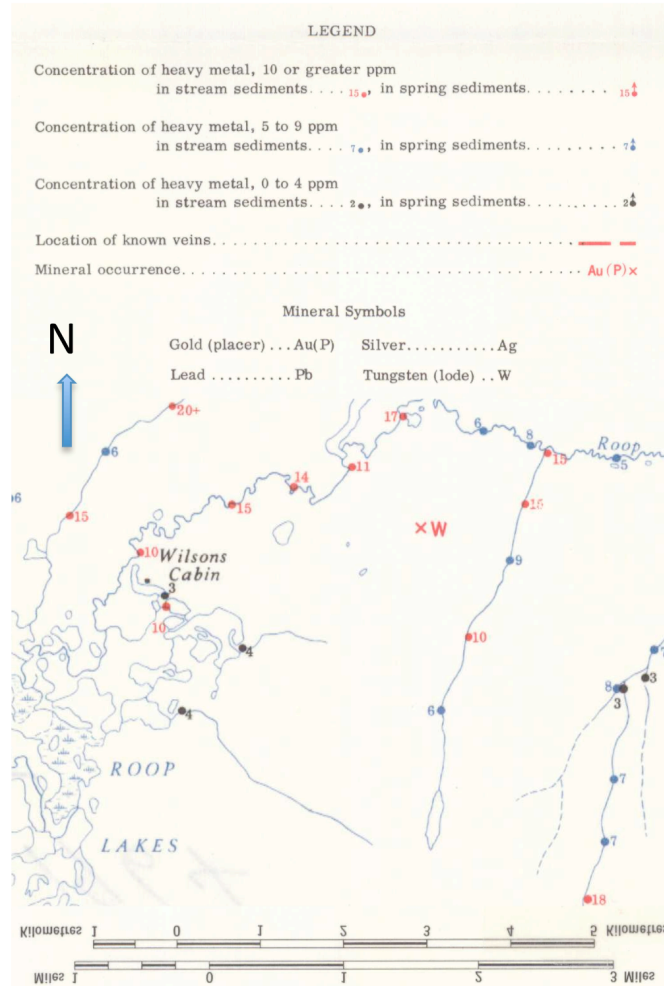 LEGEND
Concentration of heavy metal, 10 or greater ppm
in stream sediments.... 15 , in spring sediments........ 15
Concentration of heavy metal, 5 to 9 ppm
in stream sediments.... 7 , in spring sediments........ 7
Concentration of heavy metal, 0 to 4 ppm
in stream sediments.... 2 , in spring sediments........ 2
Location of known veins
Mineral occurrence Au (P) ×
Mineral Symbols
Gold (placer) ... Au(P) Silver........... Ag
Lead .......... Pb Tungsten (lode) .. W
N
20+
17
6
8
Roop
6
11
15
5
14
15
15
×W
10
Wilsons
Cabin
9
3
10
10
4
8
3
3
4
6
ROOP
7
LAKES
7
18
Kilometres 1 0 1 2 3 4 5 Kilometres
Miles 1 0 1 2 3 Miles